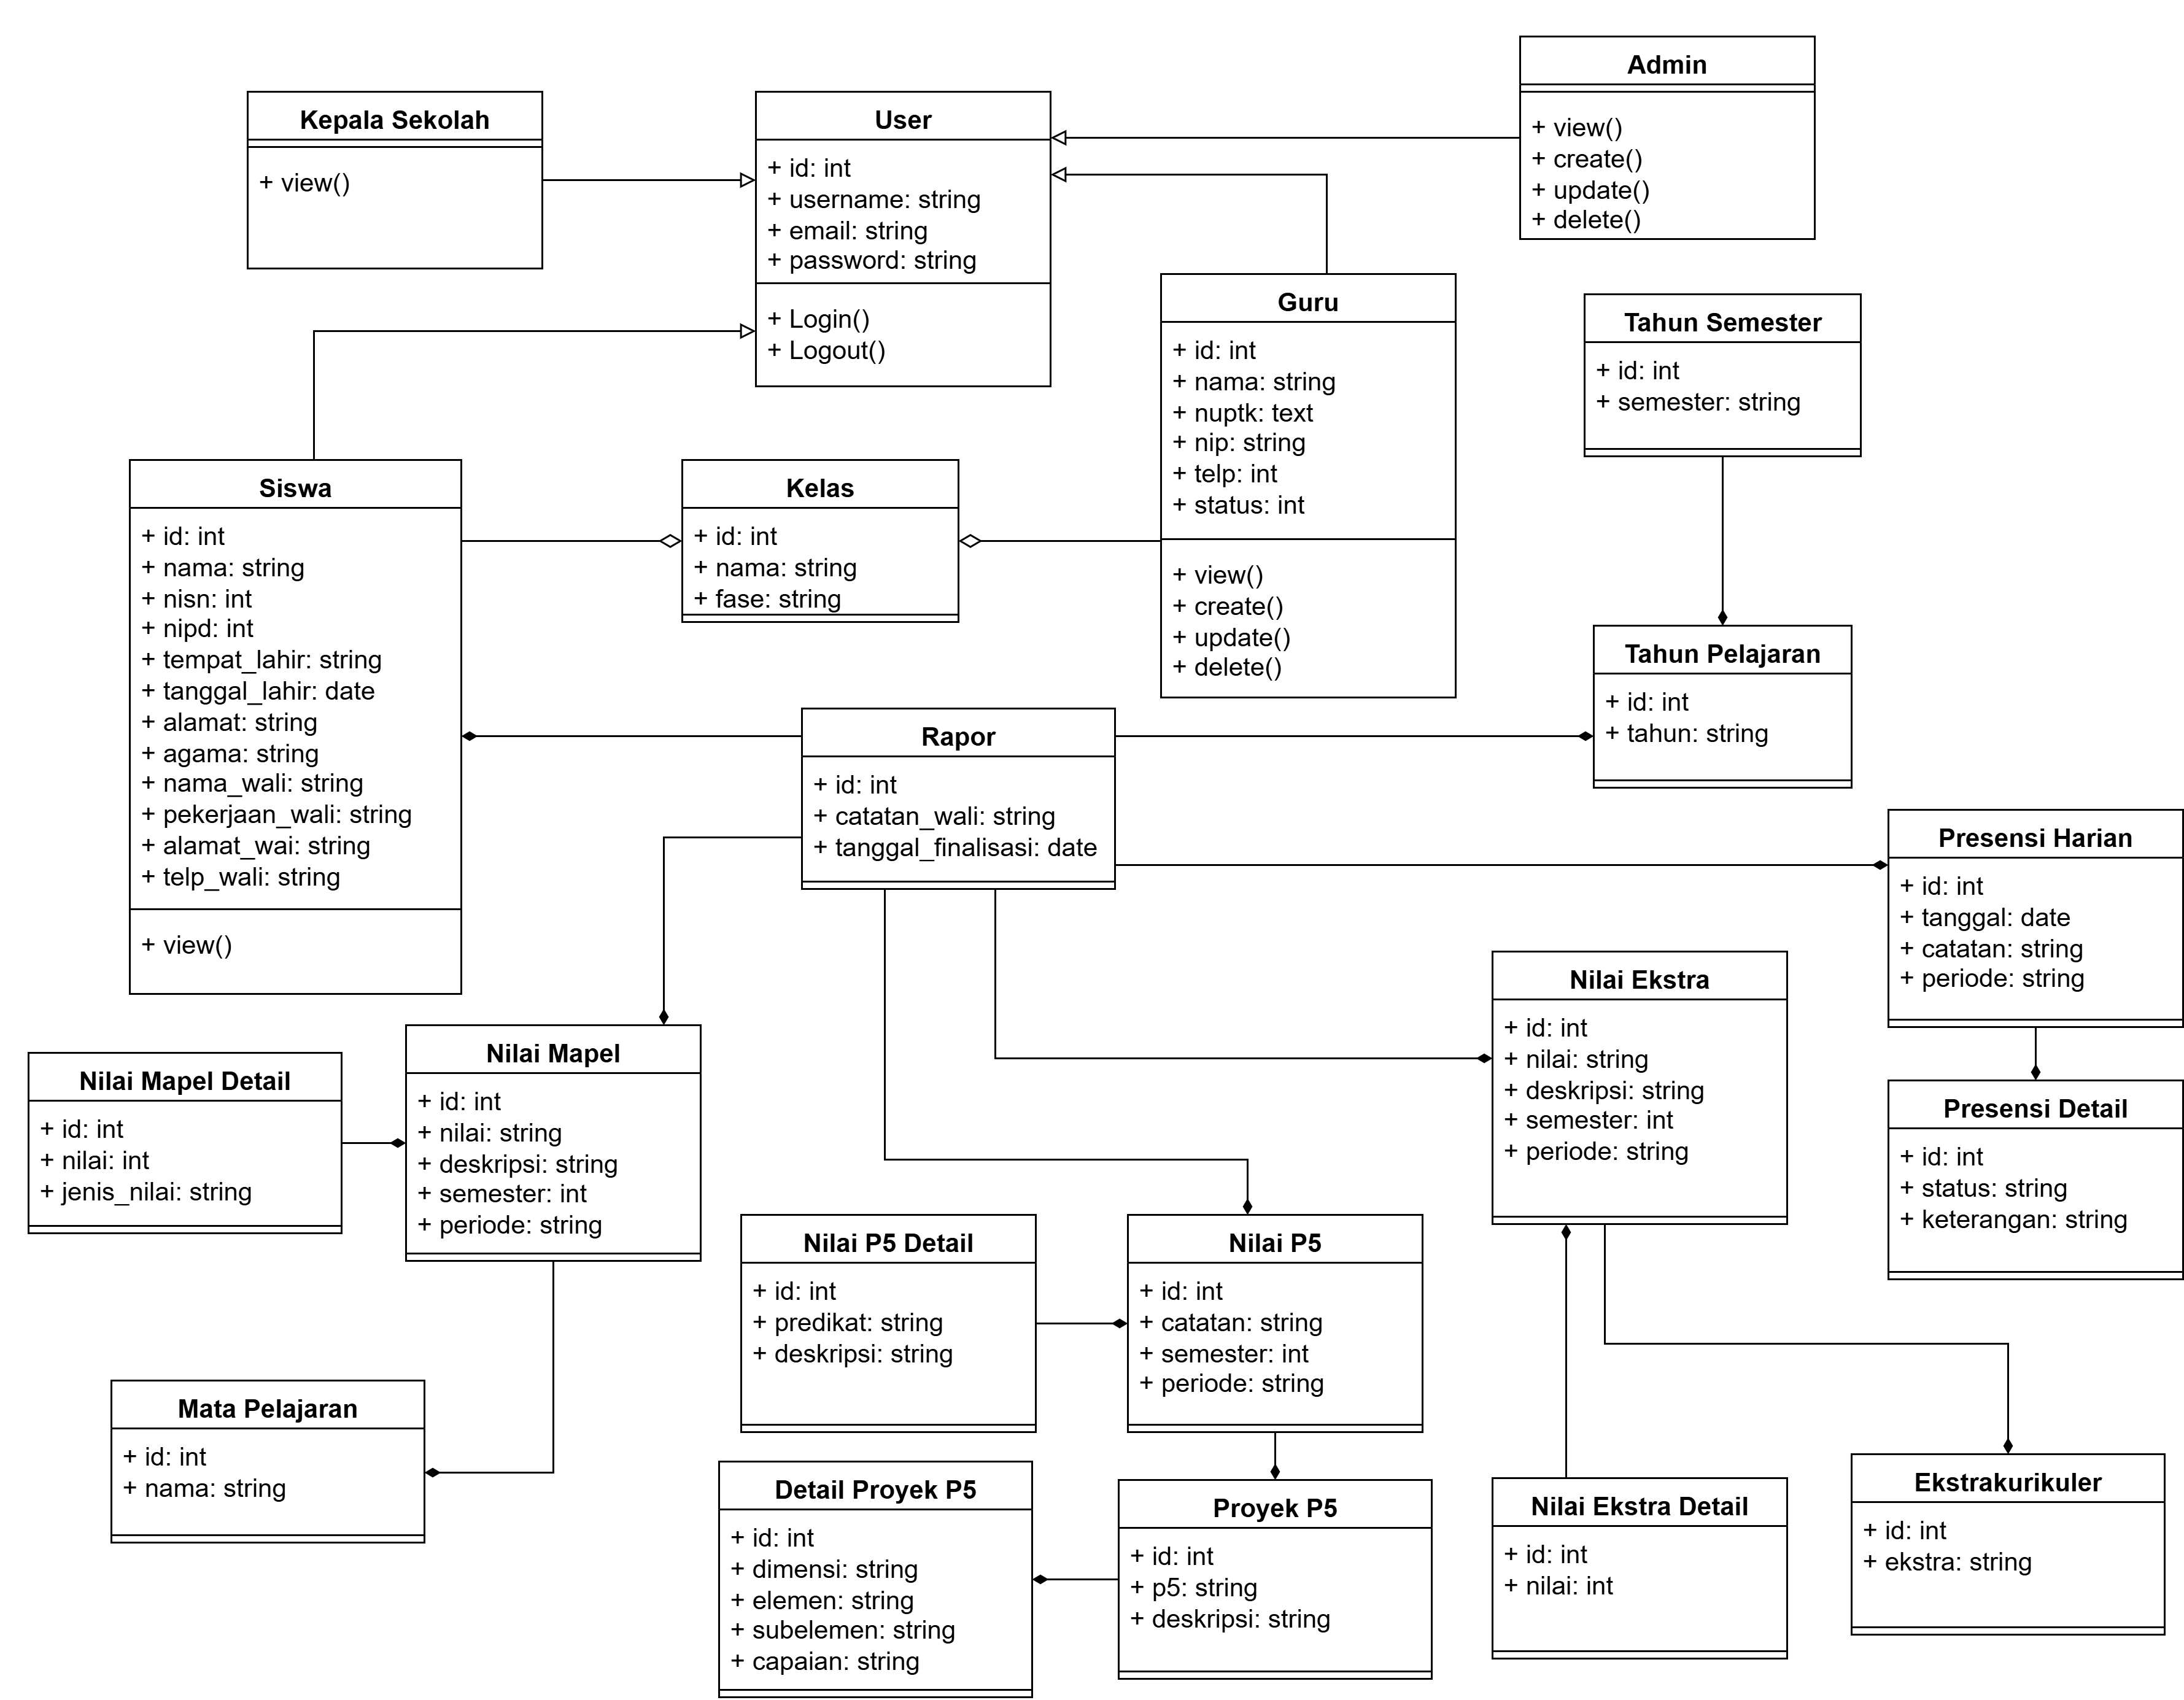 Kepala Sekolah
+ view()
User
+ id: int
+ username: string
+ email: string
+ password: string
+ Login()
+ Logout()
Admin
+ view()
+ create()
+ update()
+ delete()
Guru
+ id: int
+ nama: string
+ nuptk: text
+ nip: string
+ telp: int
+ status: int
+ view()
+ create()
+ update()
+ delete()
Tahun Semester
+ id: int
+ semester: string
Siswa
+ id: int
+ nama: string
+ nisn: int
+ nipd: int
+ tempat_lahir: string
+ tanggal_lahir: date
+ alamat: string
+ agama: string
+ nama_wali: string
+ pekerjaan_wali: string
+ alamat_wai: string
+ telp_wali: string
+ view()
Kelas
+ id: int
+ nama: string
+ fase: string
Tahun Pelajaran
+ id: int
+ tahun: string
Rapor
+ id: int
+ catatan_wali: string
+ tanggal_finalisasi: date
Presensi Harian
+ id: int
+ tanggal: date
+ catatan: string
+ periode: string
Nilai Ekstra
+ id: int
+ nilai: string
+ deskripsi: string
+ semester: int
+ periode: string
Nilai Mapel Detail
+ id: int
+ nilai: int
+ jenis_nilai: string
Nilai Mapel
+ id: int
+ nilai: string
+ deskripsi: string
+ semester: int
+ periode: string
Presensi Detail
+ id: int
+ status: string
+ keterangan: string
Nilai P5 Detail
+ id: int
+ predikat: string
+ deskripsi: string
Nilai P5
+ id: int
+ catatan: string
+ semester: int
+ periode: string
Mata Pelajaran
+ id: int
+ nama: string
Detail Proyek P5
+ id: int
+ dimensi: string
+ elemen: string
+ subelemen: string
+ capaian: string
Proyek P5
+ id: int
+ p5: string
+ deskripsi: string
Nilai Ekstra Detail
+ id: int
+ nilai: int
Ekstrakurikuler
+ id: int
+ ekstra: string